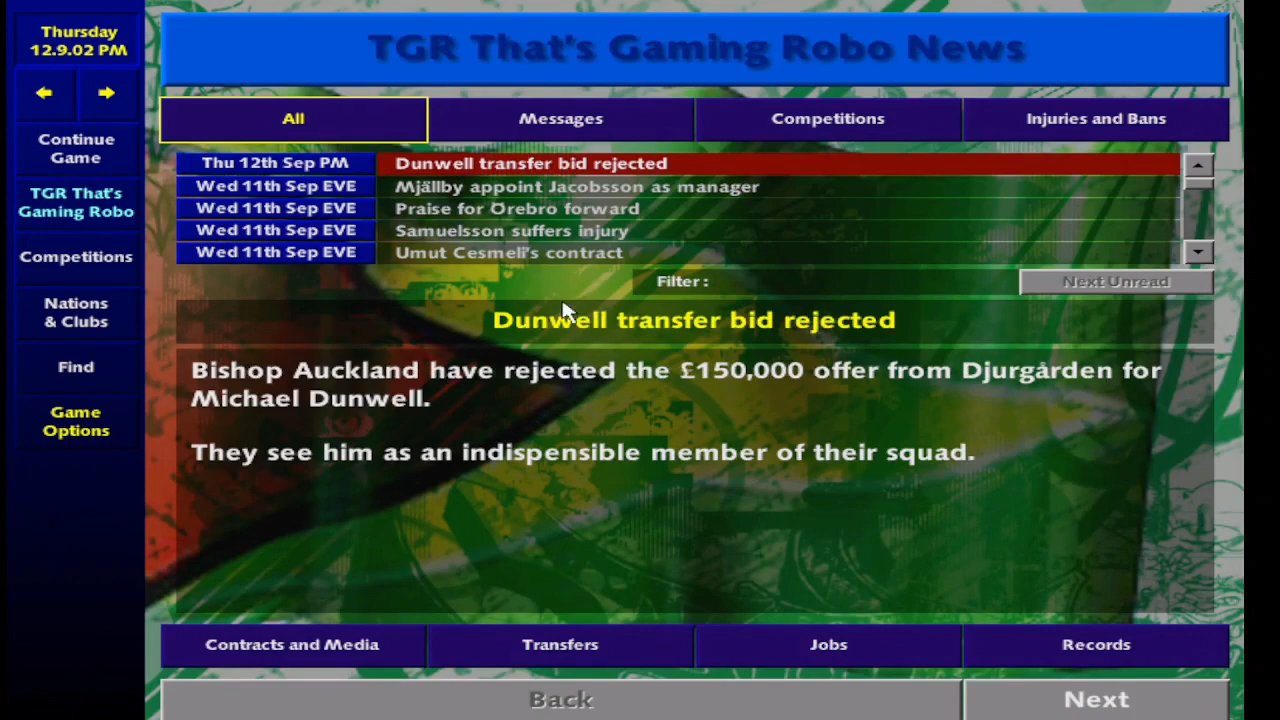 Thursday
12.9.02 PM
Continue
Game
TGR That's
Gaming Robo
Competitions
Nations
& Clubs
Find
Game
Options
TGR That's Gaming Robo News
All Messages Competitions Injuries and Bans
Thu 12th Sep PM Dunwell transfer bid rejected
Wed 11th Sep EVE Mjällby appoint Jacobsson as manager
Wed 11th Sep EVE Praise for Örebro forward
Wed 11th Sep EVE Samuelsson suffers injury
Wed 11th Sep EVE Umut Cesmeli's contract
Filter : Next Unread
Dunwell transfer bid rejected
Bishop Auckland have rejected the £150,000 offer from Djurgården for
Michael Dunwell.
They see him as an indispensible member of their squad.
Contracts and Media Transfers Jobs Records
Back Next